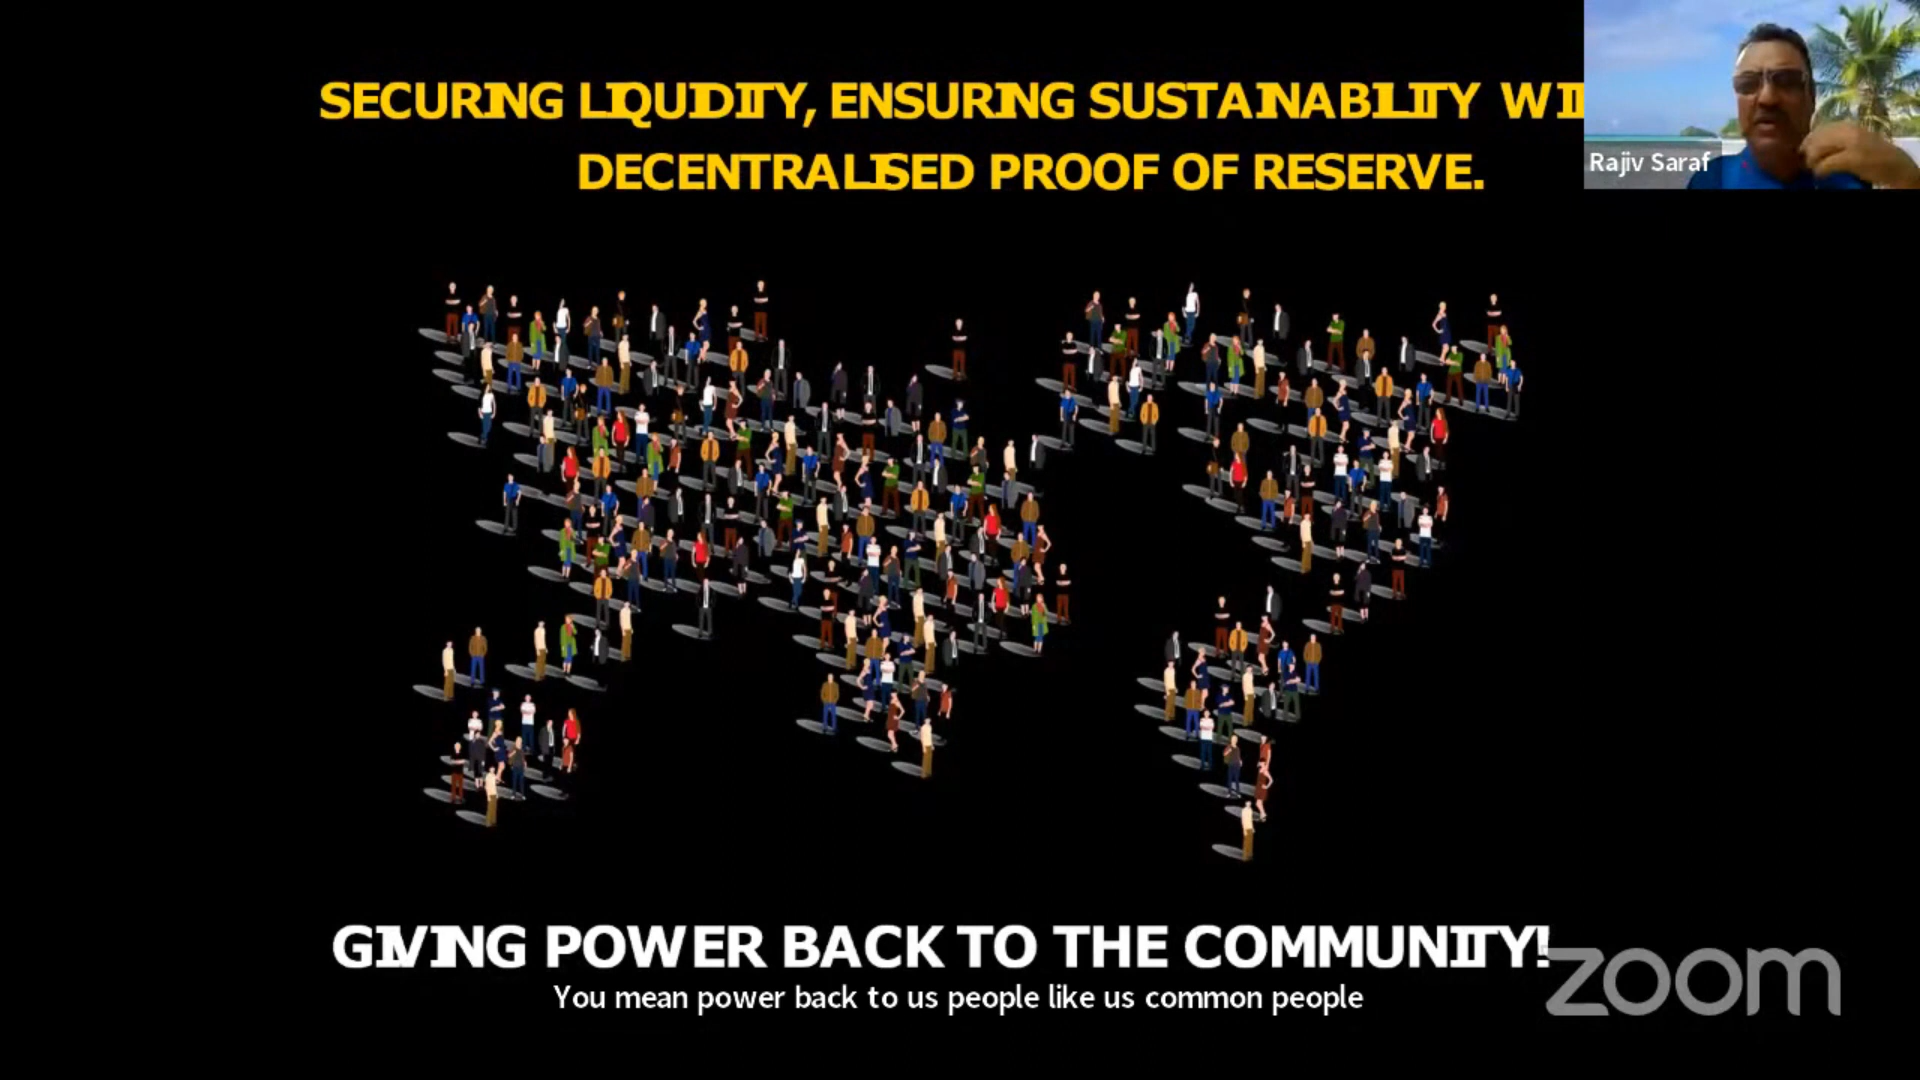 SECURING LIQUIDITY, ENSURING SUSTAINABILITY
DECENTRALISED PROOF OF RESERVE.
Rajiv Saraf
GIVING POWER BACK TO THE COMMUNITY!
You mean power back to us people like us common people
zoom